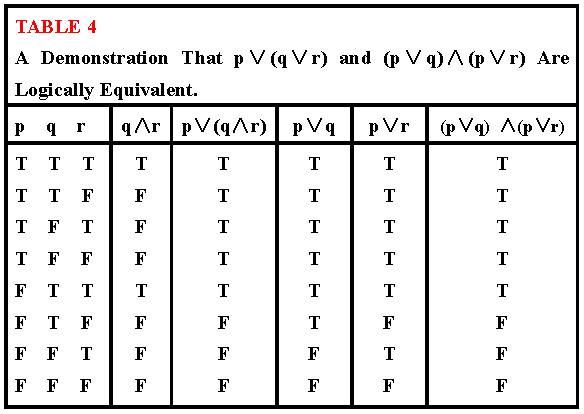 TABLE 4
A Demonstration That p∨(q∨r) and (p∨q)∧(p∨r) Are
Logically Equivalent.
p q r q∧r p∨(q∧r) p∨q p∨r (p∨q) ∧(p∨r)
T T T T T T T T
T T F F T T T T
T F T F T T T T
T F F F T T T T
F T T T T T T T
F T F F F T F F
F F T F F F T F
F F F F F F F F